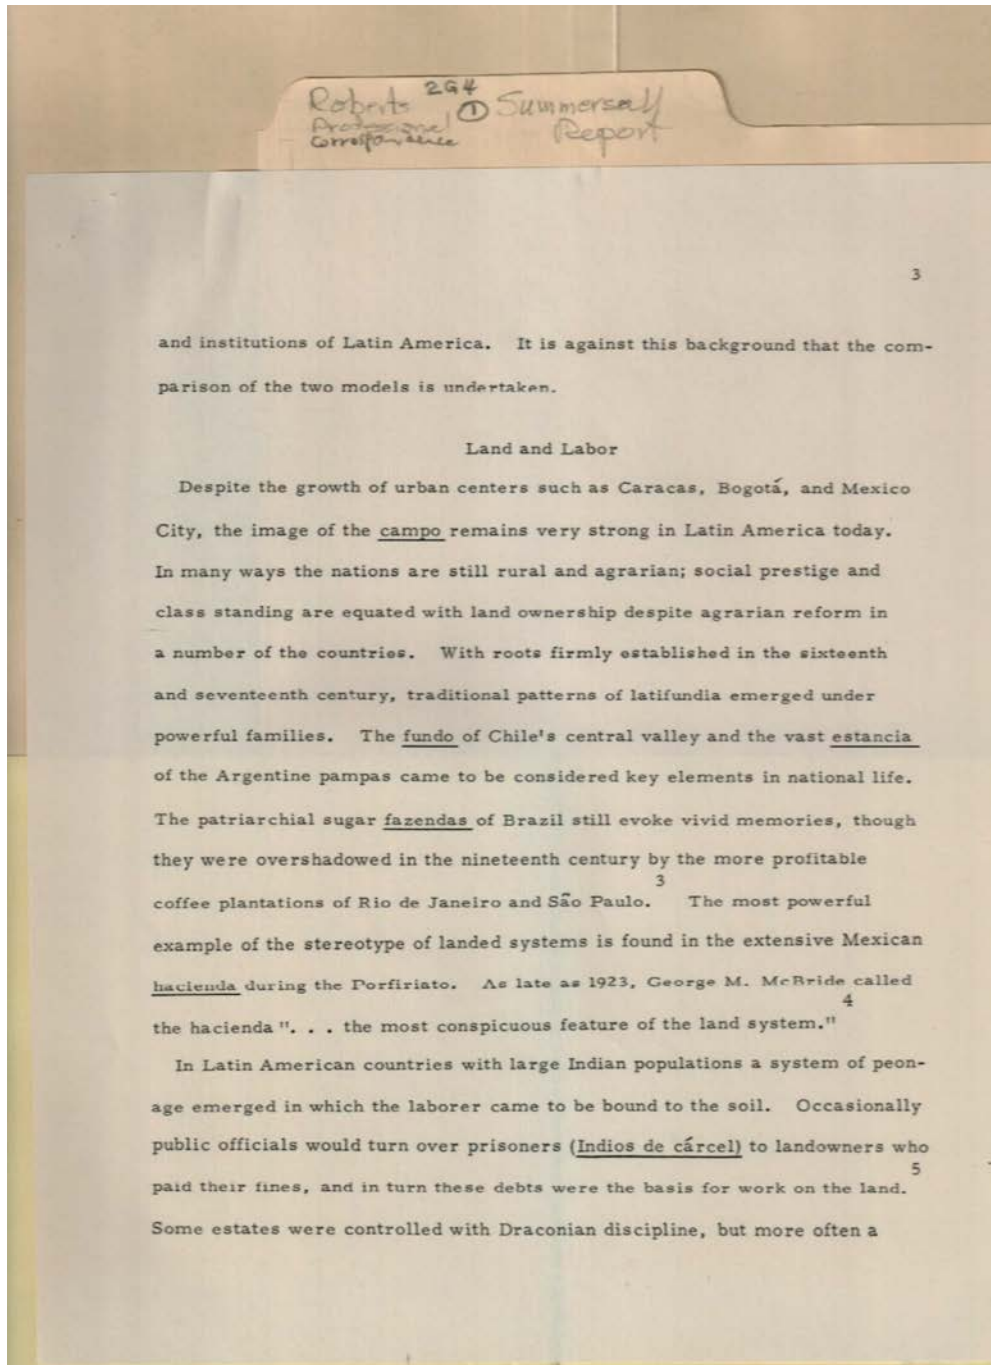 2G4
Roberts ① Summersall
Professional Report
Correspondence
3
and institutions of Latin America. It is against this background that the com-
parison of the two models is undertaken.
Land and Labor
Despite the growth of urban centers such as Caracas, Bogotá, and Mexico
City, the image of the campo remains very strong in Latin America today.
In many ways the nations are still rural and agrarian; social prestige and
class standing are equated with land ownership despite agrarian reform in
a number of the countries. With roots firmly established in the sixteenth
and seventeenth century, traditional patterns of latifundia emerged under
powerful families. The fundo of Chile's central valley and the vast estancia
of the Argentine pampas came to be considered key elements in national life.
The patriarchial sugar fazendas of Brazil still evoke vivid memories, though
they were overshadowed in the nineteenth century by the more profitable
coffee plantations of Rio de Janeiro and São Paulo.3 The most powerful
example of the stereotype of landed systems is found in the extensive Mexican
hacienda during the Porfiriato. As late as 1923, George M. McBride called
the hacienda ". . . the most conspicuous feature of the land system."4
In Latin American countries with large Indian populations a system of peon-
age emerged in which the laborer came to be bound to the soil. Occasionally
public officials would turn over prisoners (Indios de cárcel) to landowners who
paid their fines, and in turn these debts were the basis for work on the land.5
Some estates were controlled with Draconian discipline, but more often a